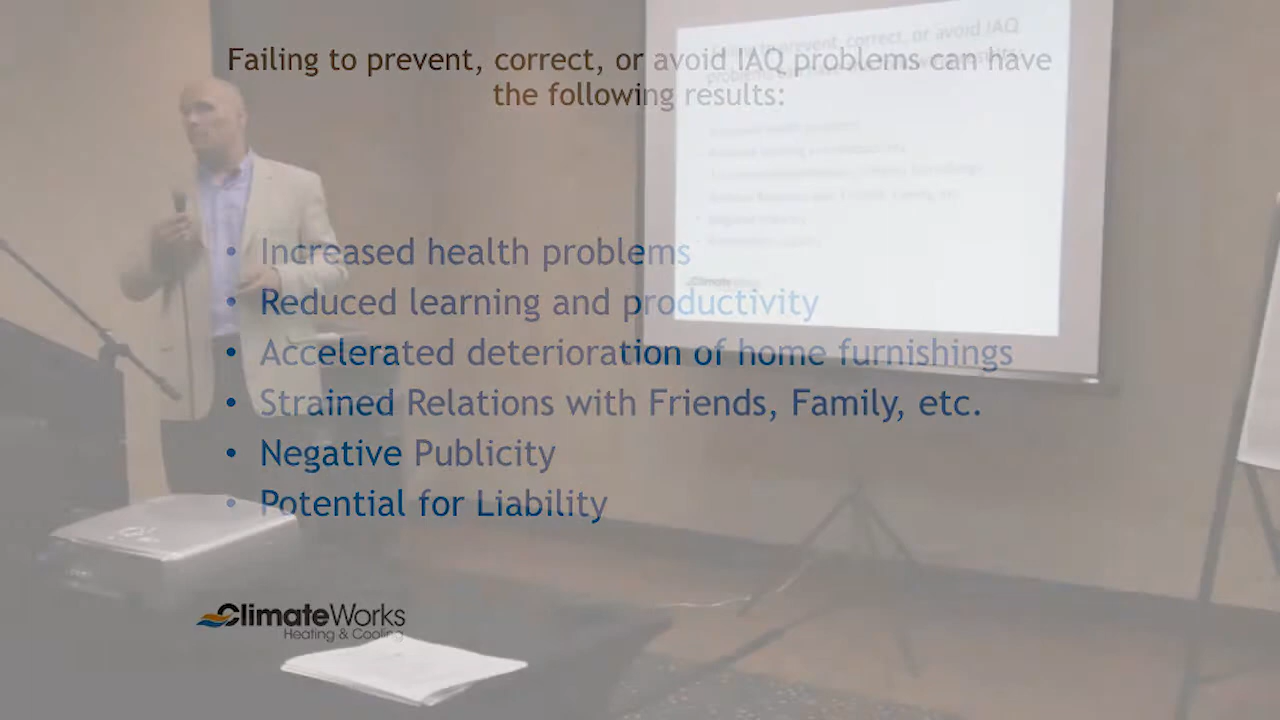 Failing to prevent, correct, or avoid IAQ problems can have
the following results:
• Increased health problems
• Reduced learning and productivity
• Accelerated deterioration of home furnishings
• Strained Relations with Friends, Family, etc.
• Negative Publicity
• Potential for Liability
ClimateWorks
Heating & Cooling